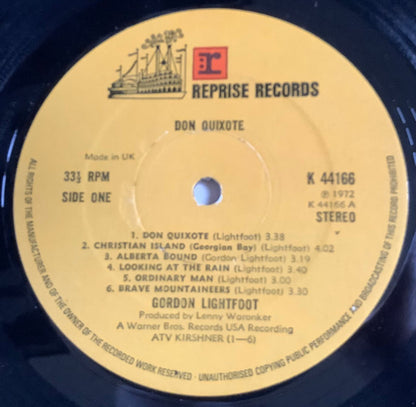 r
REPRISE RECORDS
DON QUIXOTE
Made in UK
33⅓ RPM
SIDE ONE
K 44166
℗ 1972
K 44166 A
STEREO
1. DON QUIXOTE (Lightfoot) 3.38
2. CHRISTIAN ISLAND (Georgian Bay) (Lightfoot) 4.02
3. ALBERTA BOUND (Gordon Lightfoot) 3.00
4. LOOKING AT THE RAIN (Lightfoot) 3.40
5. ORDINARY MAN (Lightfoot) 3.00
6. BRAVE MOUNTAINEERS (Lightfoot) 3.30
GORDON LIGHTFOOT
Produced by Lenny Waronker
A Warner Bros. Records USA Recording
ATV KIRSHNER (1–6)
ALL RIGHTS OF THE MANUFACTURER AND OF THE OWNER OF THE RECORDED WORK RESERVED · UNAUTHORISED COPYING PUBLIC PERFORMANCE AND BROADCASTING OF THIS RECORD PROHIBITED